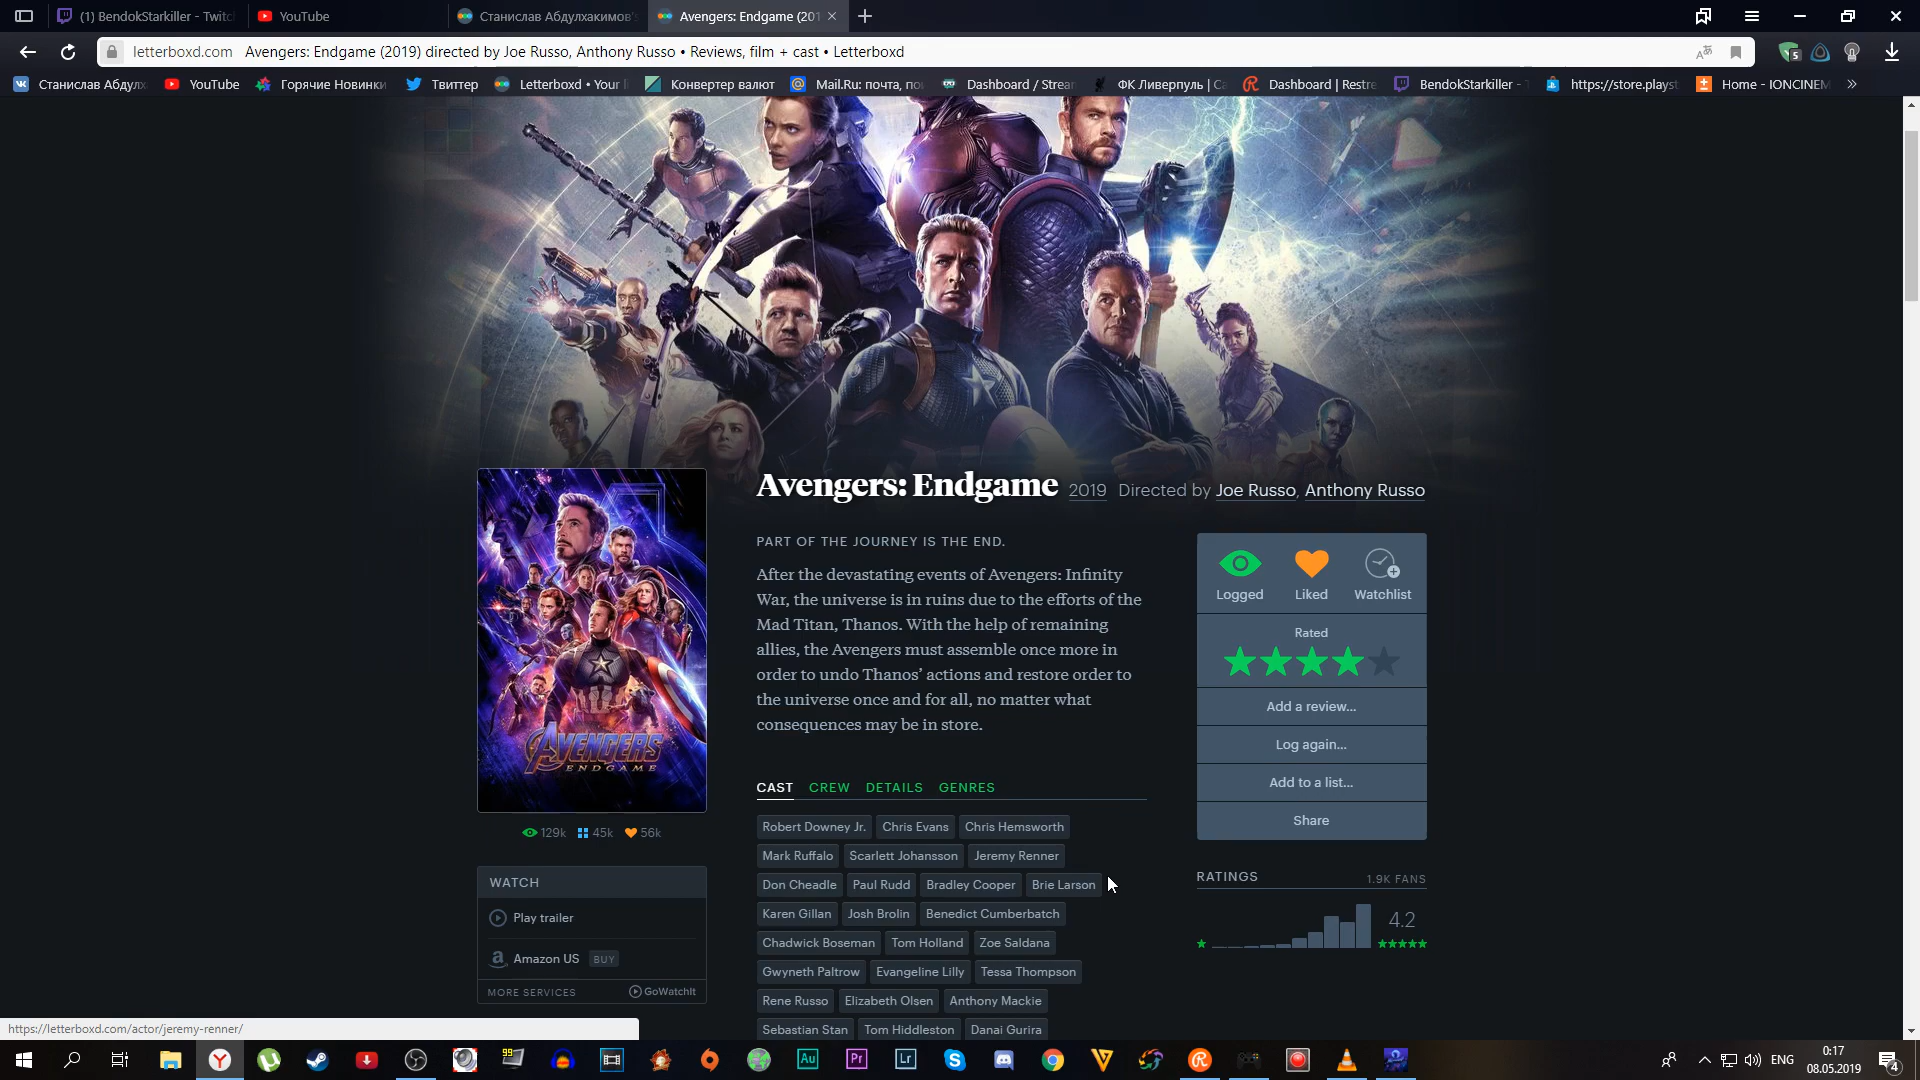 (1) BendokStarkiller - Twitch
YouTube
Станислав Абдулхакимов's
Avengers: Endgame (201
letterboxd.com Avengers: Endgame (2019) directed by Joe Russo, Anthony Russo • Reviews, film + cast • Letterboxd
5
Станислав Абдулх
YouTube
Горячие Новинки
Твиттер
Letterboxd • Your l
Конвертер валют
Mail.Ru: почта, по
Dashboard / Strea
ФК Ливерпуль | Са
Dashboard | Restre
BendokStarkiller - T
https://store.playst
Home - IONCINEM
Avengers: Endgame 2019 Directed by Joe Russo, Anthony Russo
PART OF THE JOURNEY IS THE END.
After the devastating events of Avengers: Infinity
War, the universe is in ruins due to the efforts of the
Mad Titan, Thanos. With the help of remaining
allies, the Avengers must assemble once more in
order to undo Thanos’ actions and restore order to
the universe once and for all, no matter what
consequences may be in store.
Logged Liked Watchlist
Rated
Add a review...
Log again...
Add to a list...
Share
RATINGS 1.9K FANS
4.2
AVENGERS
ENDGAME
129k 45k 56k
WATCH
Play trailer
Amazon US BUY
MORE SERVICES GoWatchIt
CAST CREW DETAILS GENRES
Robert Downey Jr. Chris Evans Chris Hemsworth
Mark Ruffalo Scarlett Johansson Jeremy Renner
Don Cheadle Paul Rudd Bradley Cooper Brie Larson
Karen Gillan Josh Brolin Benedict Cumberbatch
Chadwick Boseman Tom Holland Zoe Saldana
Gwyneth Paltrow Evangeline Lilly Tessa Thompson
Rene Russo Elizabeth Olsen Anthony Mackie
Sebastian Stan Tom Hiddleston Danai Gurira
https://letterboxd.com/actor/jeremy-renner/
99
Au
Pr
Lr
ENG
0:17
08.05.2019
4